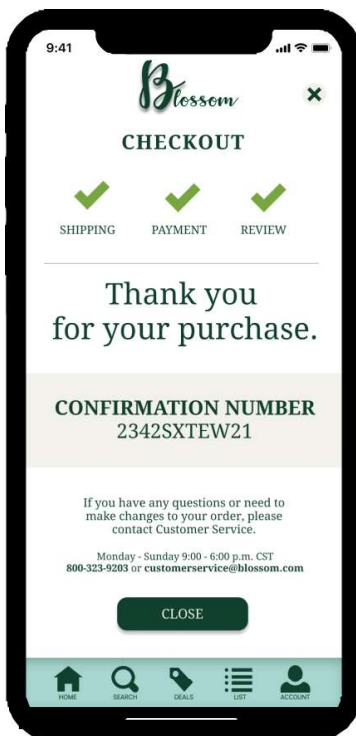 9:41
Blossom
CHECKOUT
SHIPPING PAYMENT REVIEW
Thank you
for your purchase.
CONFIRMATION NUMBER
2342SXTEW21
If you have any questions or need to
make changes to your order, please
contact Customer Service.
Monday - Sunday 9:00 - 6:00 p.m. CST
800-323-9203 or customerservice@blossom.com
CLOSE
HOME SEARCH DEALS LIST ACCOUNT